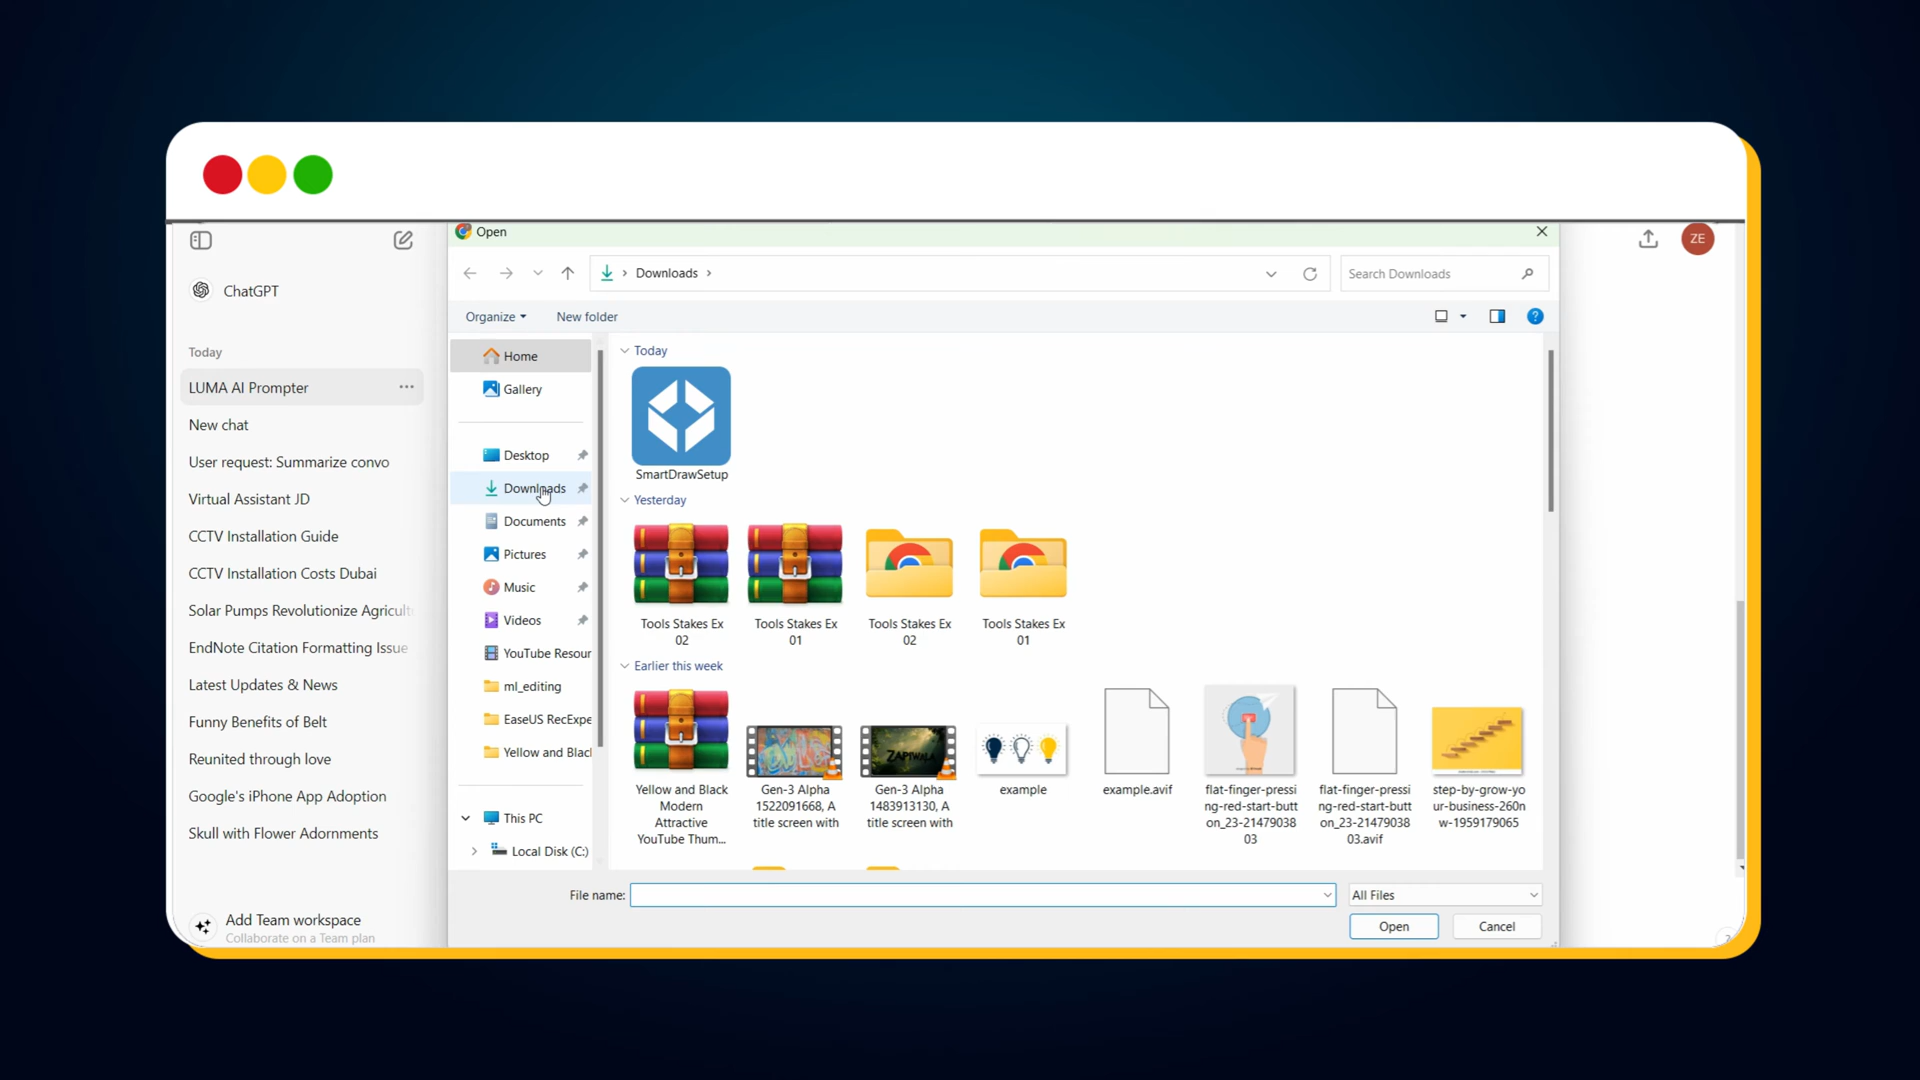 Open
ZE
ChatGPT
Downloads
Search Downloads
Organize
New folder
Today
LUMA AI Prompter
New chat
User request: Summarize convo
Virtual Assistant JD
CCTV Installation Guide
CCTV Installation Costs Dubai
Solar Pumps Revolutionize Agricult
EndNote Citation Formatting Issue
Latest Updates & News
Funny Benefits of Belt
Reunited through love
Google's iPhone App Adoption
Skull with Flower Adornments
Add Team workspace
Collaborate on a Team plan
Home
Gallery
Desktop
Downloads
Documents
Pictures
Music
Videos
YouTube Resour
ml_editing
EaseUS RecExpe
Yellow and Blac
This PC
Local Disk (C:)
Today
SmartDrawSetup
Yesterday
Tools Stakes Ex
02
Tools Stakes Ex
01
Tools Stakes Ex
02
Tools Stakes Ex
01
Earlier this week
Yellow and Black
Modern
Attractive
YouTube Thum...
ZAPIWALA
Gen-3 Alpha
1522091668, A
title screen with
Gen-3 Alpha
1483913130, A
title screen with
example
example.avif
flat-finger-pressi
ng-red-start-butt
on_23-21479038
03
flat-finger-pressi
ng-red-start-butt
on_23-21479038
03.avif
step-by-grow-yo
ur-business-260n
w-1959179065
File name:
All Files
Open
Cancel
?